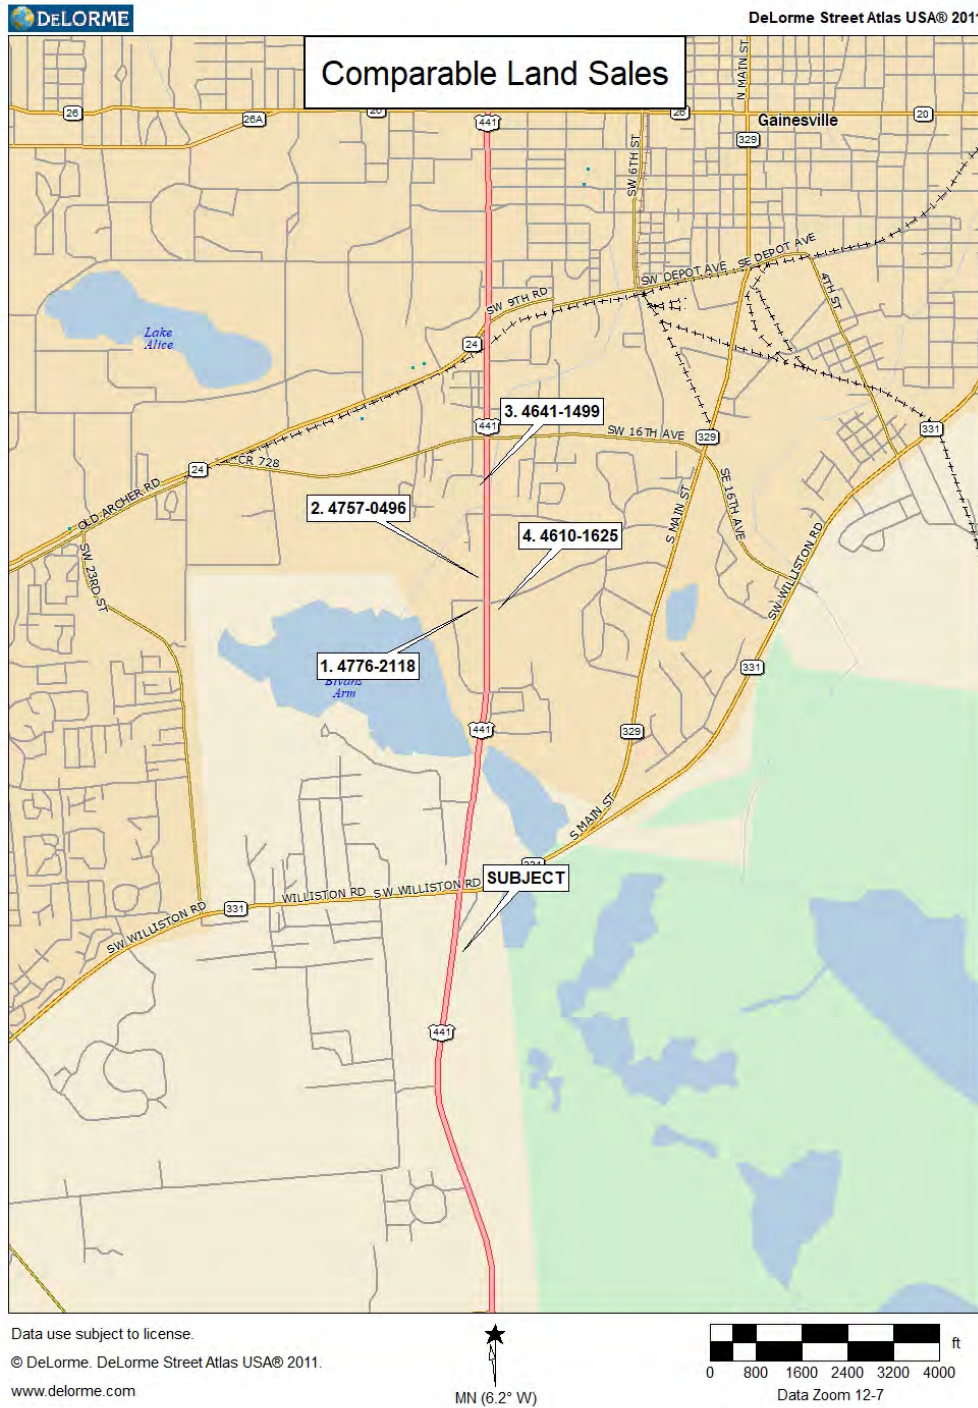 DELORME
DeLorme Street Atlas USA® 2011
Comparable Land Sales
N MAIN ST
26
26A
20
441
26
Gainesville
20
329
SW 6TH ST
SW DEPOT AVE
SE DEPOT AVE
4TH ST
SW 9TH RD
Lake
Alice
24
3. 4641-1499
441
SW 16TH AVE
329
331
CR 728
24
OLD ARCHER RD
2. 4757-0496
4. 4610-1625
S MAIN ST
SE 16TH AVE
SW WILLISTON RD
SW 23RD ST
1. 4776-2118
Bivans
Arm
331
441
329
S MAIN ST
331
SUBJECT
WILLISTON RD
SW WILLISTON RD
331
SW WILLISTON RD
441
Data use subject to license.
© DeLorme. DeLorme Street Atlas USA® 2011.
www.delorme.com
MN (6.2° W)
ft
0 800 1600 2400 3200 4000
Data Zoom 12-7